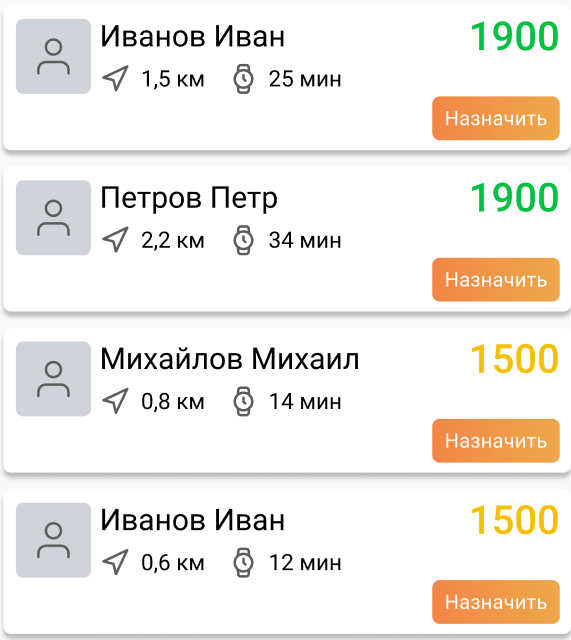 Иванов Иван 1900
1,5 км 25 мин
Назначить
Петров Петр 1900
2,2 км 34 мин
Назначить
Михайлов Михаил 1500
0,8 км 14 мин
Назначить
Иванов Иван 1500
0,6 км 12 мин
Назначить